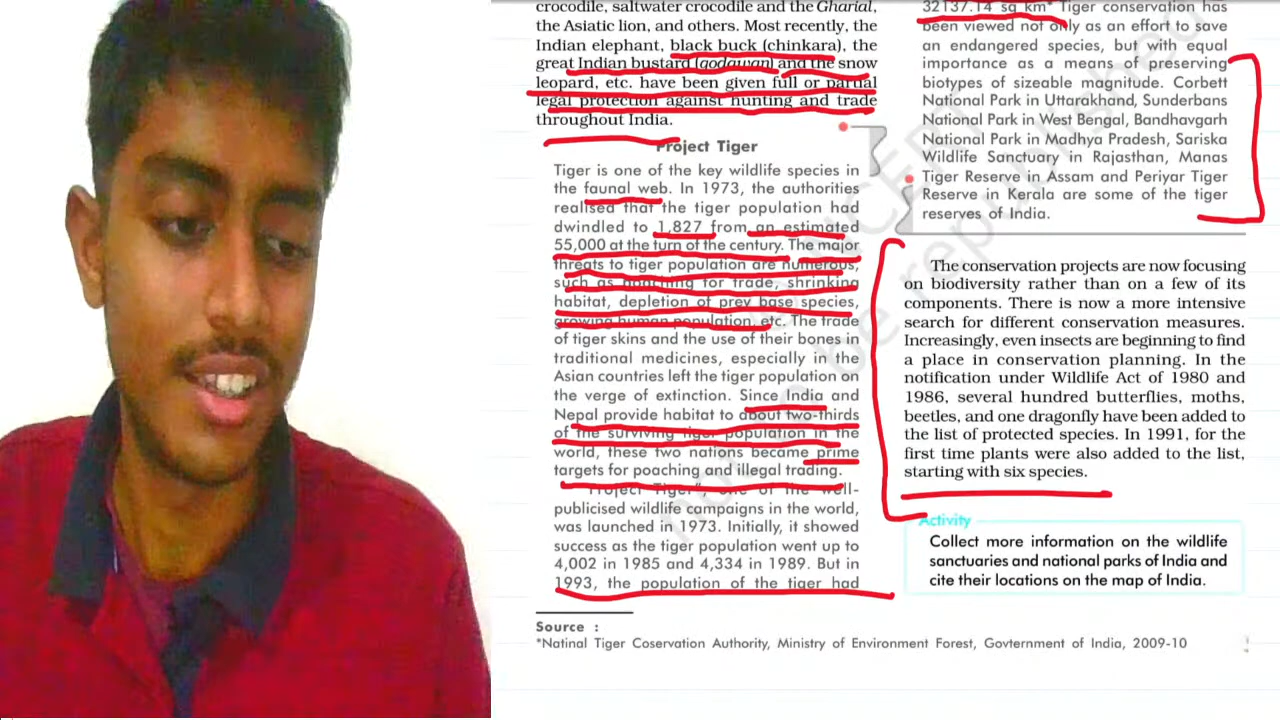 crocodile, saltwater crocodile and the Gharial,
the Asiatic lion, and others. Most recently, the
Indian elephant, black buck (chinkara), the
great Indian bustard (godawan) and the snow
leopard, etc. have been given full or partial
legal protection against hunting and trade
throughout India.
Project Tiger
Tiger is one of the key wildlife species in
the faunal web. In 1973, the authorities
realised that the tiger population had
dwindled to 1,827 from an estimated
55,000 at the turn of the century. The major
threats to tiger population are numerous,
such as poaching for trade, shrinking
habitat, depletion of prey base species,
growing human population, etc. The trade
of tiger skins and the use of their bones in
traditional medicines, especially in the
Asian countries left the tiger population on
the verge of extinction. Since India and
Nepal provide habitat to about two-thirds
of the surviving tiger population in the
world, these two nations became prime
targets for poaching and illegal trading.
"Project Tiger" one of the well-
publicised wildlife campaigns in the world,
was launched in 1973. Initially, it showed
success as the tiger population went up to
4,002 in 1985 and 4,334 in 1989. But in
1993, the population of the tiger had
32137.14 sq km* Tiger conservation has
been viewed not only as an effort to save
an endangered species, but with equal
importance as a means of preserving
biotypes of sizeable magnitude. Corbett
National Park in Uttarakhand, Sunderbans
National Park in West Bengal, Bandhavgarh
National Park in Madhya Pradesh, Sariska
Wildlife Sanctuary in Rajasthan, Manas
Tiger Reserve in Assam and Periyar Tiger
Reserve in Kerala are some of the tiger
reserves of India.
The conservation projects are now focusing
on biodiversity rather than on a few of its
components. There is now a more intensive
search for different conservation measures.
Increasingly, even insects are beginning to find
a place in conservation planning. In the
notification under Wildlife Act of 1980 and
1986, several hundred butterflies, moths,
beetles, and one dragonfly have been added to
the list of protected species. In 1991, for the
first time plants were also added to the list,
starting with six species.
Activity
Collect more information on the wildlife
sanctuaries and national parks of India and
cite their locations on the map of India.
Source :
*Natinal Tiger Coservation Authority, Ministry of Environment Forest, Govternment of India, 2009-10